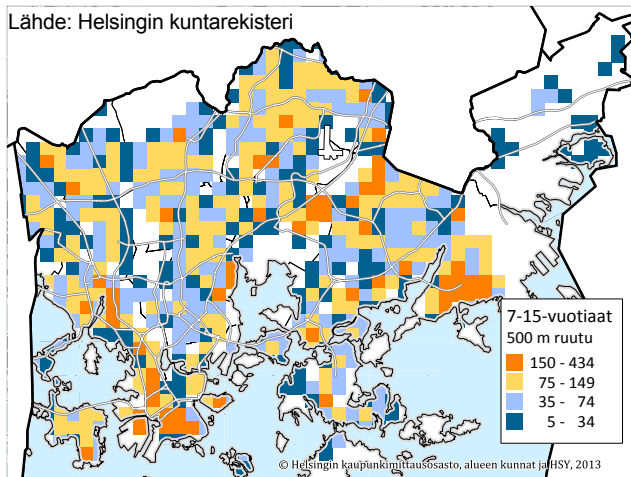 Lähde: Helsingin kuntarekisteri
7-15-vuotiaat
500 m ruutu
150 - 434
75 - 149
35 - 74
5 - 34
© Helsingin kaupunkimittausosasto, alueen kunnat ja HSY, 2013